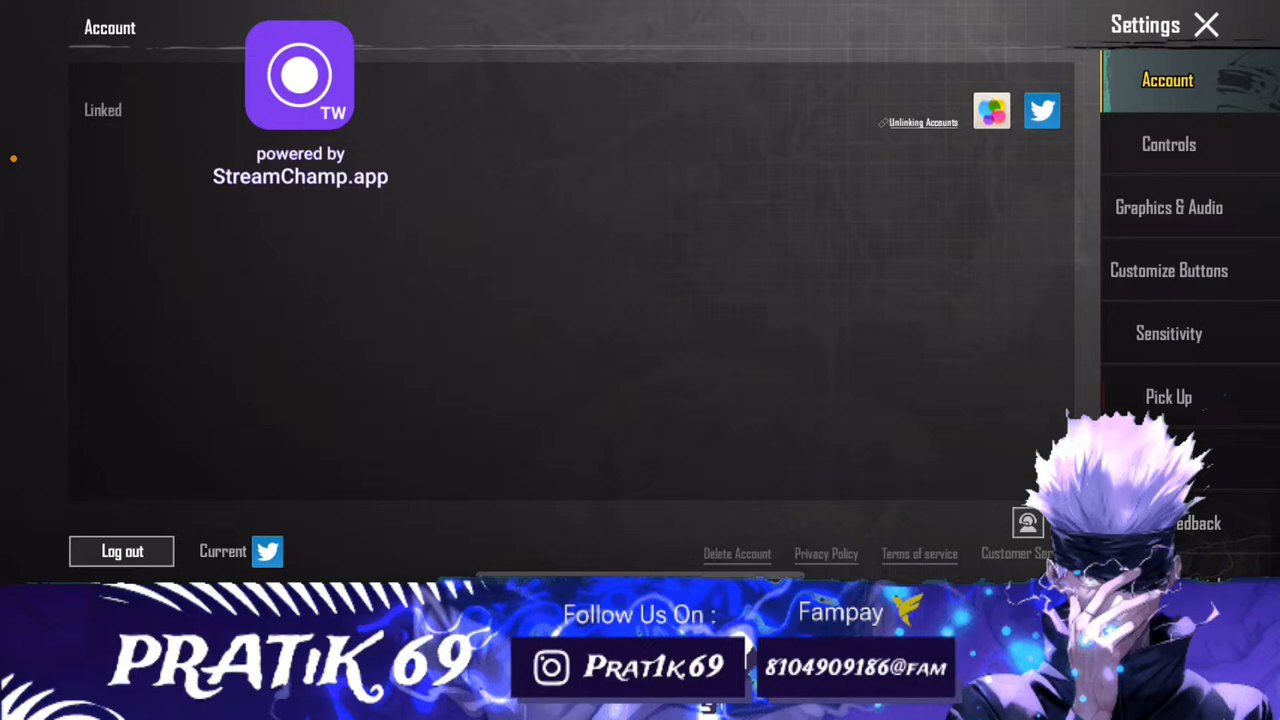 Account
Settings
Account
TW
Linked
Unlinking Accounts
powered by
StreamChamp.app
Controls
Graphics & Audio
Customize Buttons
Sensitivity
Pick Up
edback
Log out
Current
Delete Account
Privacy Policy
Terms of service
Customer Ser
PRATiK 69
Follow Us On :
Fampay
PRAT1K69
8104909186@FAM